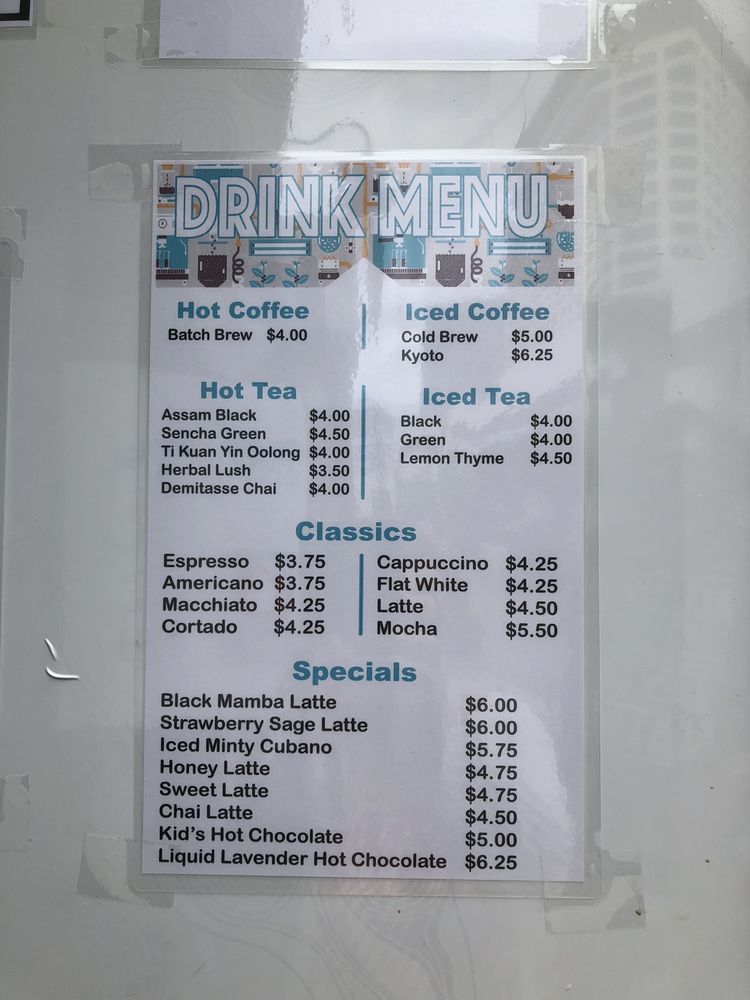 DRINK MENU
Hot Coffee
Batch Brew $4.00
Iced Coffee
Cold Brew $5.00
Kyoto $6.25
Hot Tea
Assam Black $4.00
Sencha Green $4.50
Ti Kuan Yin Oolong $4.00
Herbal Lush $3.50
Demitasse Chai $4.00
Iced Tea
Black $4.00
Green $4.00
Lemon Thyme $4.50
Classics
Espresso $3.75
Americano $3.75
Macchiato $4.25
Cortado $4.25
Cappuccino $4.25
Flat White $4.25
Latte $4.50
Mocha $5.50
Specials
Black Mamba Latte $6.00
Strawberry Sage Latte $6.00
Iced Minty Cubano $5.75
Honey Latte $4.75
Sweet Latte $4.75
Chai Latte $4.50
Kid's Hot Chocolate $5.00
Liquid Lavender Hot Chocolate $6.25